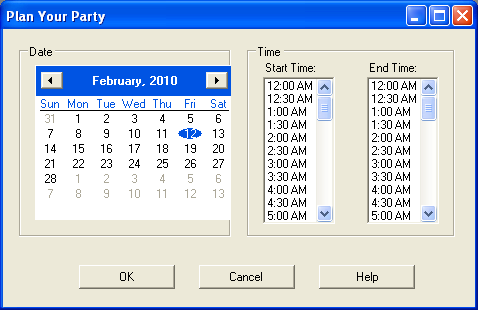 Plan Your Party
Date
February, 2010
Sun Mon Tue Wed Thu Fri Sat
31 1 2 3 4 5 6
7 8 9 10 11 12 13
14 15 16 17 18 19 20
21 22 23 24 25 26 27
28 1 2 3 4 5 6
7 8 9 10 11 12 13
Time
Start Time:
12:00 AM
12:30 AM
1:00 AM
1:30 AM
2:00 AM
2:30 AM
3:00 AM
3:30 AM
4:00 AM
4:30 AM
5:00 AM
End Time:
12:00 AM
12:30 AM
1:00 AM
1:30 AM
2:00 AM
2:30 AM
3:00 AM
3:30 AM
4:00 AM
4:30 AM
5:00 AM
OK
Cancel
Help